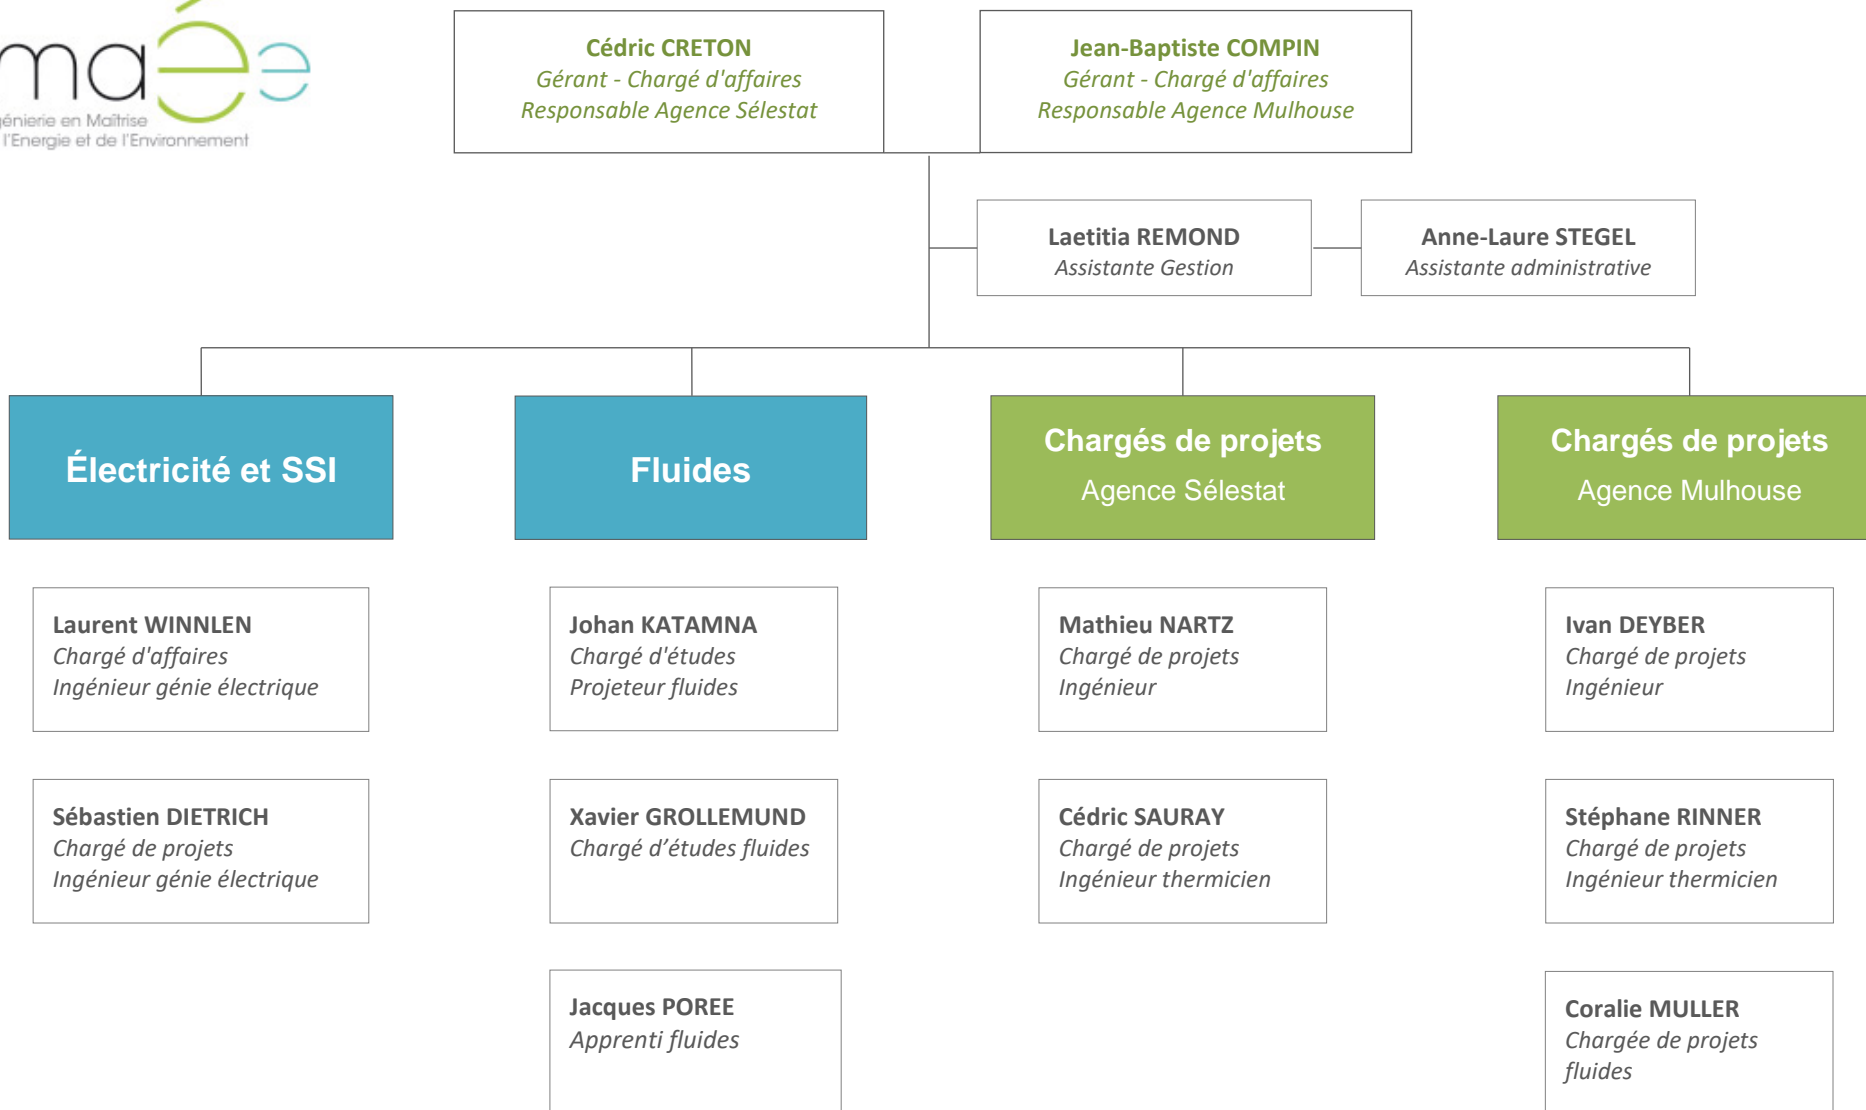 maée
en Maîtrise
l'Energie et de l'Environnement
Cédric CRETON
Gérant - Chargé d'affaires
Responsable Agence Sélestat
Jean-Baptiste COMPIN
Gérant - Chargé d'affaires
Responsable Agence Mulhouse
Laetitia REMOND
Assistante Gestion
Anne-Laure STEGEL
Assistante administrative
Électricité et SSI
Fluides
Chargés de projets
Agence Sélestat
Chargés de projets
Agence Mulhouse
Laurent WINNLEN
Chargé d'affaires
Ingénieur génie électrique
Sébastien DIETRICH
Chargé de projets
Ingénieur génie électrique
Johan KATAMNA
Chargé d'études
Projeteur fluides
Xavier GROLLEMUND
Chargé d’études fluides
Jacques POREE
Apprenti fluides
Mathieu NARTZ
Chargé de projets
Ingénieur
Cédric SAURAY
Chargé de projets
Ingénieur thermicien
Ivan DEYBER
Chargé de projets
Ingénieur
Stéphane RINNER
Chargé de projets
Ingénieur thermicien
Coralie MULLER
Chargée de projets
fluides